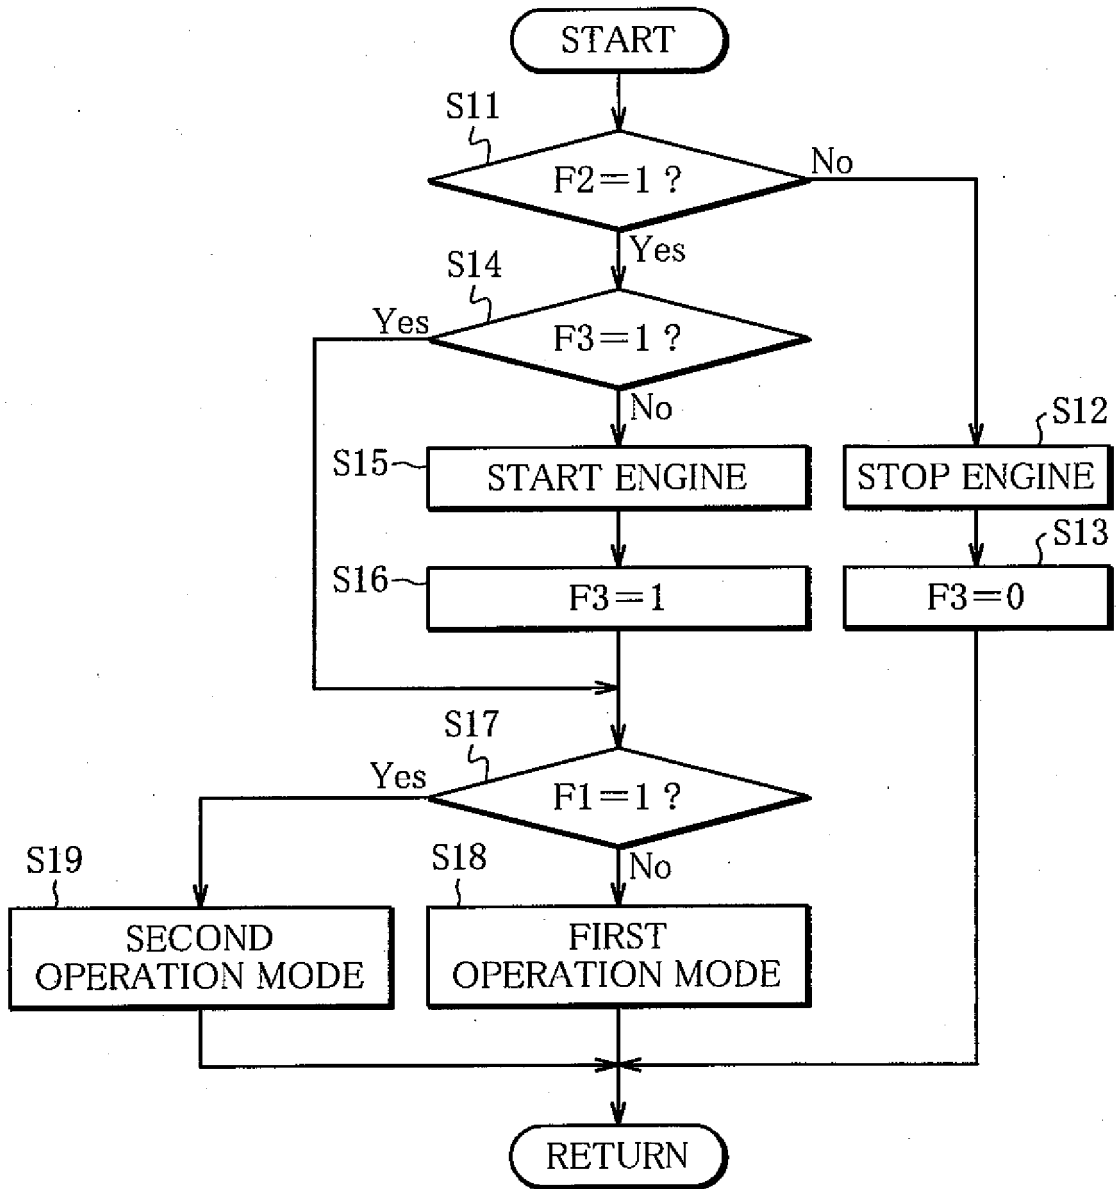 START
S11
F2=1 ?
No
Yes
S14
Yes
F3=1 ?
No
S12
S15
START ENGINE
STOP ENGINE
S13
S16
F3=1
F3=0
S17
Yes
F1=1 ?
No
S19
S18
SECOND
OPERATION MODE
FIRST
OPERATION MODE
RETURN